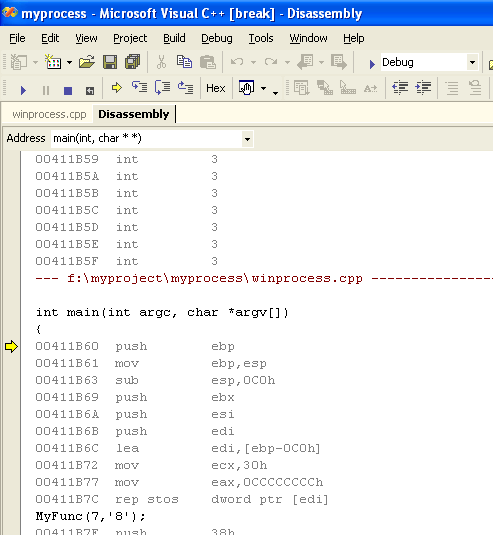 myprocess - Microsoft Visual C++ [break] - Disassembly
File Edit View Project Build Debug Tools Window Help
Debug
Hex
winprocess.cpp Disassembly
Address main(int, char * *)
00411B59 int 3
00411B5A int 3
00411B5B int 3
00411B5C int 3
00411B5D int 3
00411B5E int 3
00411B5F int 3
--- f:\myproject\myprocess\winprocess.cpp -----------------
int main(int argc, char *argv[])
{
00411B60 push ebp
00411B61 mov ebp,esp
00411B63 sub esp,0C0h
00411B69 push ebx
00411B6A push esi
00411B6B push edi
00411B6C lea edi,[ebp-0C0h]
00411B72 mov ecx,30h
00411B77 mov eax,0CCCCCCCCh
00411B7C rep stos dword ptr [edi]
MyFunc(7,'8');
00411B7E push 38h